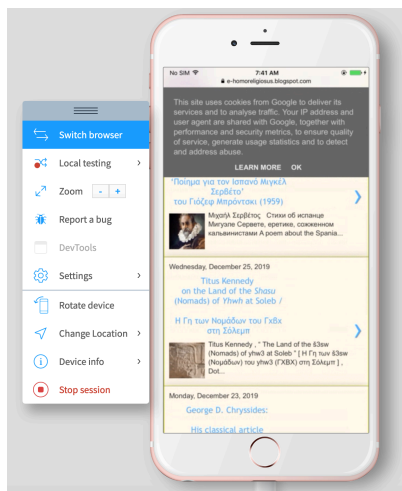 Switch browser
Local testing
Zoom - +
Report a bug
DevTools
Settings
Rotate device
Change Location
Device info
Stop session
No SIM 7:41 AM
e-homoreligiosus.blogspot.com
This site uses cookies from Google to deliver its
services and to analyse traffic. Your IP address and
user agent are shared with Google, together with
performance and security metrics, to ensure quality
of service, generate usage statistics and to detect
and address abuse.
LEARN MORE OK
'Ποίημα για τον Ισπανό Μιγκέλ
Σερβέτο'
του Γιόζεφ Μπρόντσκι (1959)
Μιχαήλ Σερβέτος Стихи об испанце
Мигуэле Сервете, еретике, сожженном
кальвинистами A poem about the Spania...
Wednesday, December 25, 2019
Titus Kennedy
on the Land of the Shasu
(Nomads) of Yhwh at Soleb /
Η Γη των Νομάδων του ΓχΒχ
στη Σόλεμπ
Titus Kennedy , " The Land of the š3sw
(Nomads) of yhw3 at Soleb " [ Η Γη των š3sw
(Νομάδων) του yhw3 (ΓΧΒΧ) στη Σόλεμπ ] ,
Dot...
Monday, December 23, 2019
George D. Chryssides:
His classical article